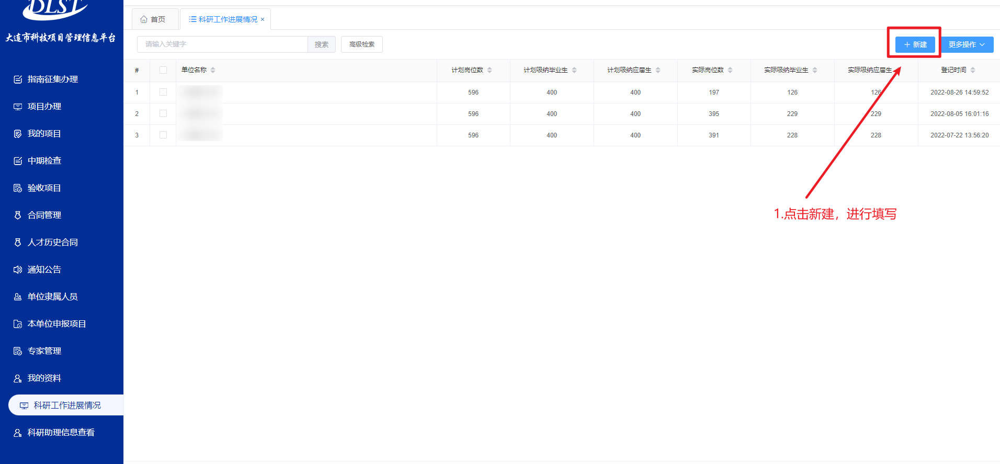 DLST
大连市科技项目管理信息平台
指南征集办理
项目办理
我的项目
中期检查
验收项目
合同管理
人才历史合同
通知公告
单位隶属人员
本单位申报项目
专家管理
我的资料
科研工作进展情况
科研助理信息查看
首页 科研工作进展情况 ×
请输入关键字 搜索 高级检索 + 新建 更多操作
# 单位名称 计划岗位数 计划吸纳毕业生 计划吸纳应届生 实际岗位数 实际吸纳毕业生 实际吸纳应届生 登记时间
1 596 400 400 197 126 126 2022-08-26 14:59:52
2 596 400 400 395 229 229 2022-08-05 16:01:16
3 596 400 400 391 228 228 2022-07-22 13:56:20
1.点击新建，进行填写